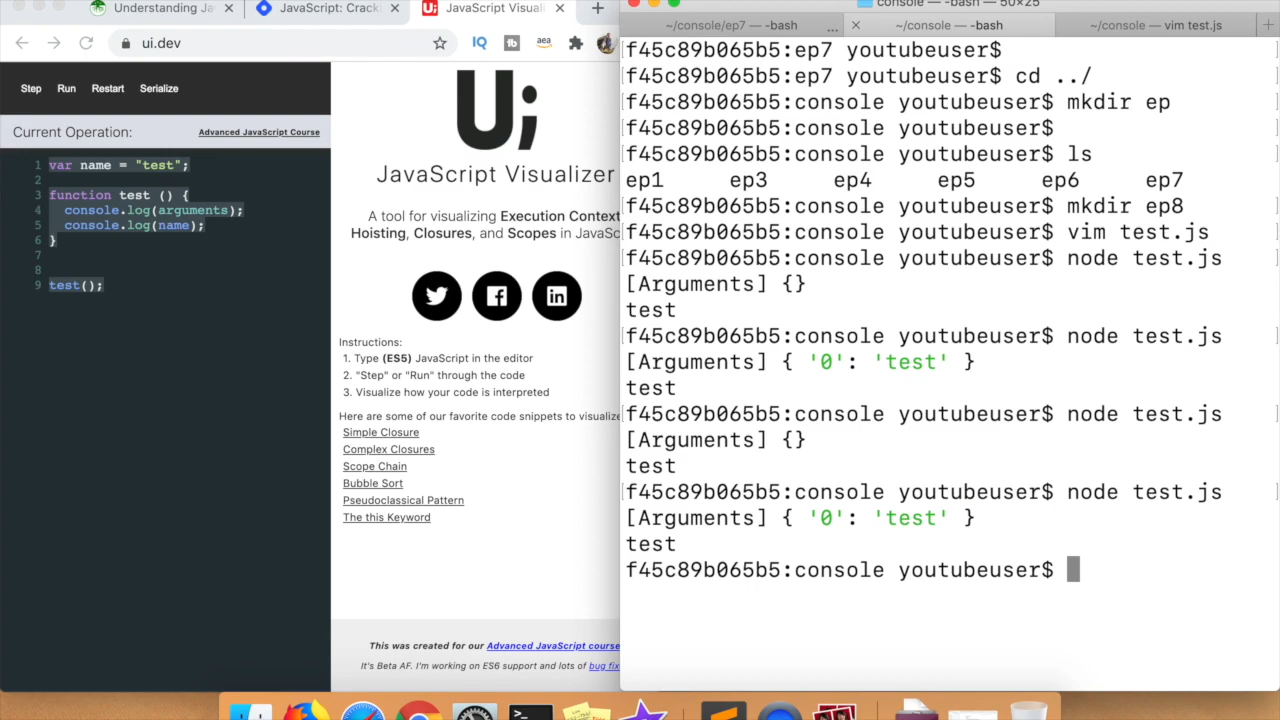 Understanding Ja
JavaScript: Crack
JavaScript Visuali
ui.dev
IQ
fb
aea
Step Run Restart Serialize
Current Operation: Advanced JavaScript Course
1 var name = "test";
2
3 function test () {
4 console.log(arguments);
5 console.log(name);
6 }
7
8
9 test();
Ui;
JavaScript Visualizer
A tool for visualizing Execution Context
Hoisting, Closures, and Scopes in JavaSc
Instructions:
1. Type (ES5) JavaScript in the editor
2. "Step" or "Run" through the code
3. Visualize how your code is interpreted
Here are some of our favorite code snippets to visualize
Simple Closure
Complex Closures
Scope Chain
Bubble Sort
Pseudoclassical Pattern
The this Keyword
This was created for our Advanced JavaScript course
It's Beta AF. I'm working on ES6 support and lots of bug fix
console — -bash — 50×25
~/console/ep7 — -bash ...
~/console — -bash
~/console — vim test.js
f45c89b065b5:ep7 youtubeuser$
f45c89b065b5:ep7 youtubeuser$ cd ../
f45c89b065b5:console youtubeuser$ mkdir ep
f45c89b065b5:console youtubeuser$
f45c89b065b5:console youtubeuser$ ls
ep1 ep3 ep4 ep5 ep6 ep7
f45c89b065b5:console youtubeuser$ mkdir ep8
f45c89b065b5:console youtubeuser$ vim test.js
f45c89b065b5:console youtubeuser$ node test.js
[Arguments] {}
test
f45c89b065b5:console youtubeuser$ node test.js
[Arguments] { '0': 'test' }
test
f45c89b065b5:console youtubeuser$ node test.js
[Arguments] {}
test
f45c89b065b5:console youtubeuser$ node test.js
[Arguments] { '0': 'test' }
test
f45c89b065b5:console youtubeuser$